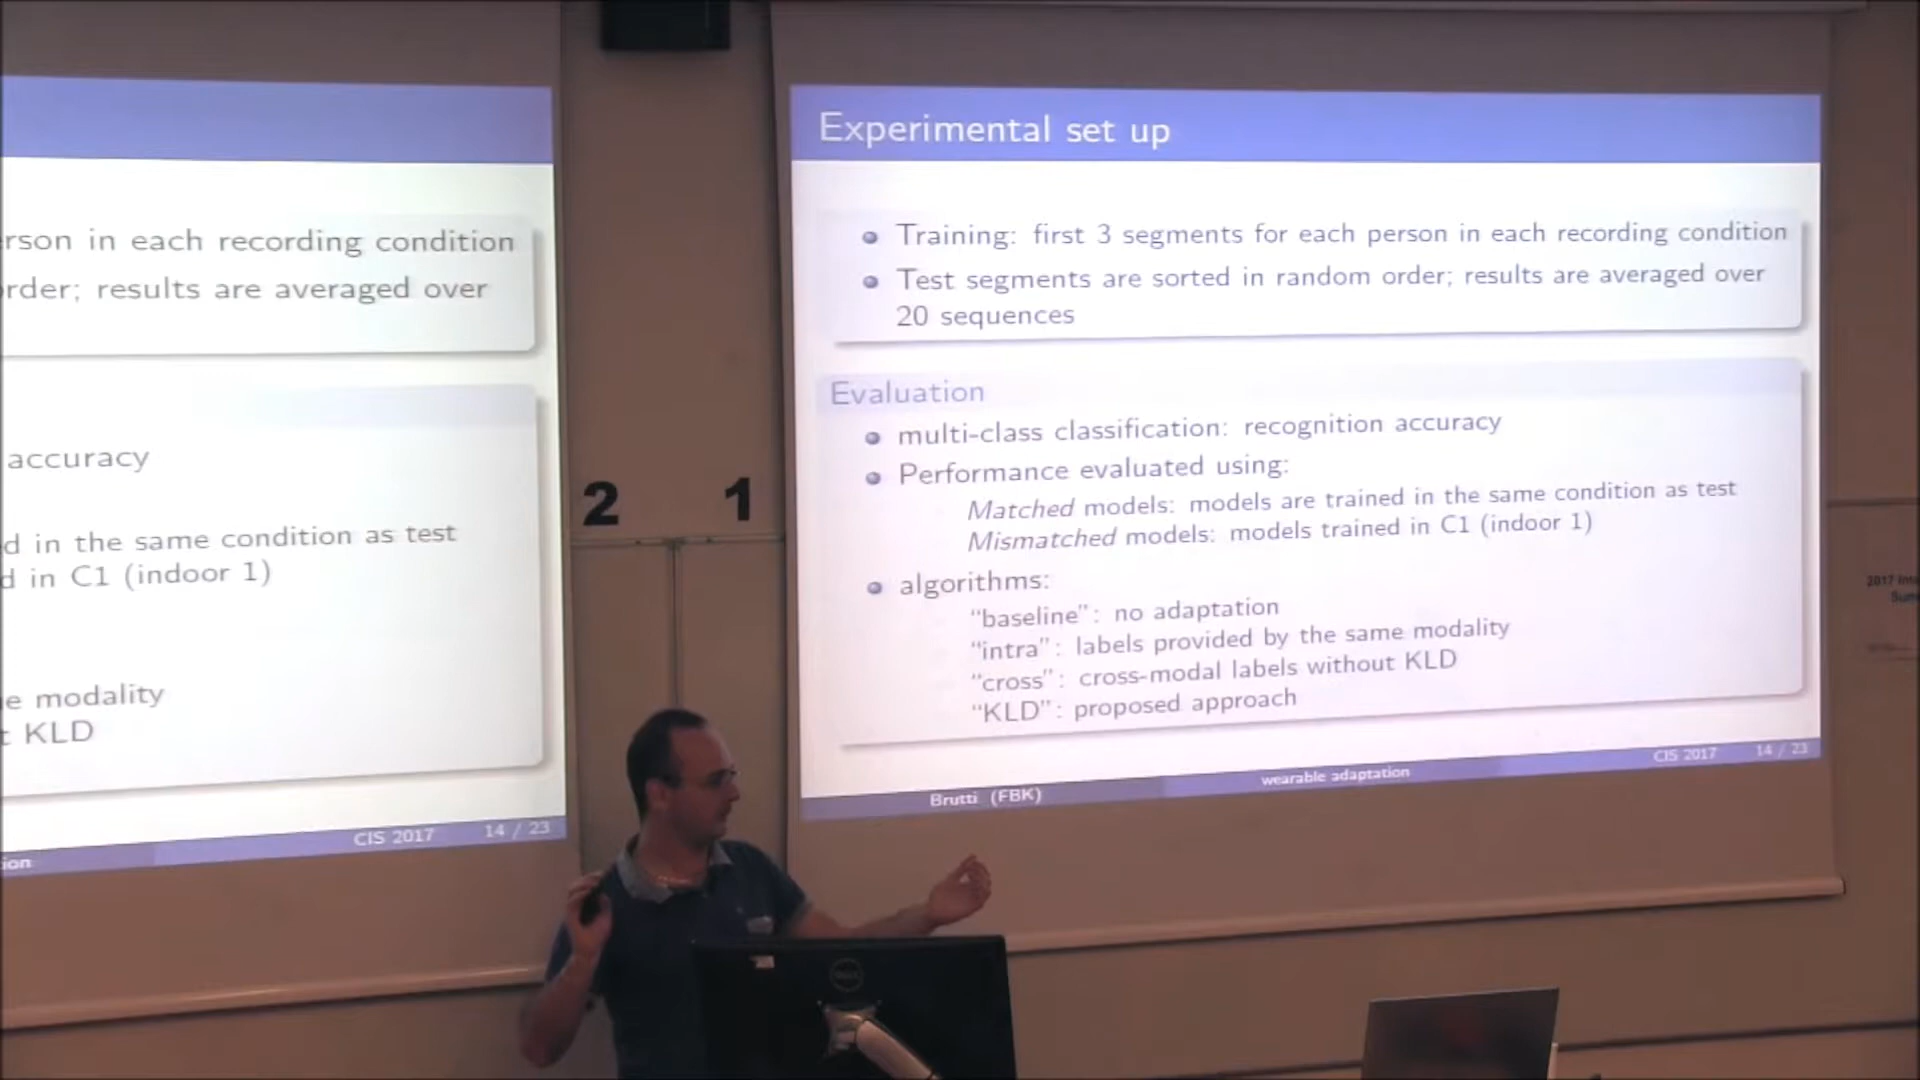 rson in each recording condition
rder; results are averaged over
accuracy
d in the same condition as test
d in C1 (indoor 1)
e modality
t KLD
CIS 2017 14 / 23
ion
2 1
Experimental set up
Training: first 3 segments for each person in each recording condition
Test segments are sorted in random order; results are averaged over
20 sequences
Evaluation
multi-class classification: recognition accuracy
Performance evaluated using:
Matched models: models are trained in the same condition as test
Mismatched models: models trained in C1 (indoor 1)
algorithms:
"baseline": no adaptation
"intra": labels provided by the same modality
"cross": cross-modal labels without KLD
"KLD": proposed approach
Brutti (FBK) wearable adaptation CIS 2017 14 / 23
2017 Inte
Sum
DELL